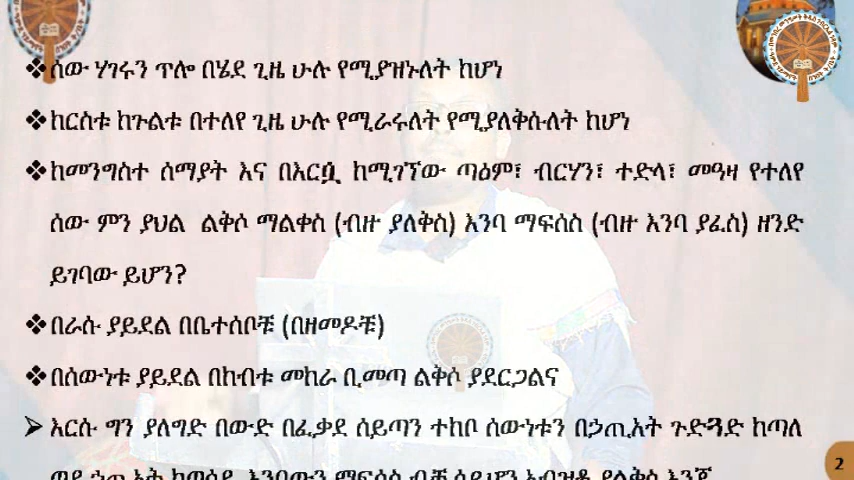 ❖ሰው ሃገሩን ጥሎ በሄደ ጊዜ ሁሉ የሚያዝኑለት ከሆነ
❖ከርስቱ ከጉልቱ በተለየ ጊዜ ሁሉ የሚራሩለት የሚያለቅሱለት ከሆነ
❖ከመንግስተ ሰማያት እና በእርሷ ከሚገኘው ጣዕም፣ ብርሃን፣ ተድላ፣ መዓዛ የተለየ
ሰው ምን ያህል ልቅሶ ማልቀስ (ብዙ ያለቅስ) እንባ ማፍሰስ (ብዙ እንባ ያፈስ) ዘንድ
ይገባው ይሆን?
❖በራሱ ያይደል በቤተሰቦቹ (በዘመዶቹ)
❖በሰውነቱ ያይደል በከብቱ መከራ ቢመጣ ልቅሶ ያደርጋልና
➢ እርሱ ግን ያለግድ በውድ በፈቃደ ሰይጣን ተከቦ ሰውነቱን በኃጢአት ጉድጓድ ከጣለ
2